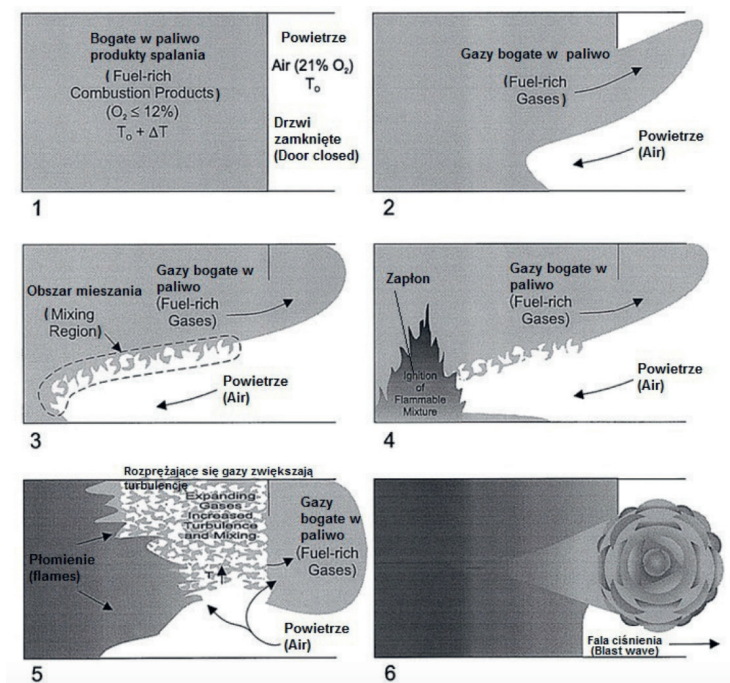 Bogate w paliwo
produkty spalania
(Fuel-rich
Combustion Products)
(O₂ ≤ 12%)
T₀ + ΔT
Powietrze
Air (21% O₂)
T₀
Drzwi
zamknięte
(Door closed)
1
Gazy bogate w paliwo
(Fuel-rich
Gases)
Powietrze
(Air)
2
Obszar mieszania
(Mixing
Region)
Gazy bogate w
paliwo
(Fuel-rich
Gases)
Powietrze
(Air)
3
Zapłon
Ignition
of
Flammable
Mixture
Gazy bogate w
paliwo
(Fuel-rich
Gases)
Powietrze
(Air)
4
Rozprężające się gazy zwiększają
turbulencję
Expanding
Gases
Increased
Turbulence
and Mixing
Płomienie
(flames)
Gazy
bogate w
paliwo
(Fuel-rich
Gases)
Powietrze
(Air)
5
Fala ciśnienia
(Blast wave)
6